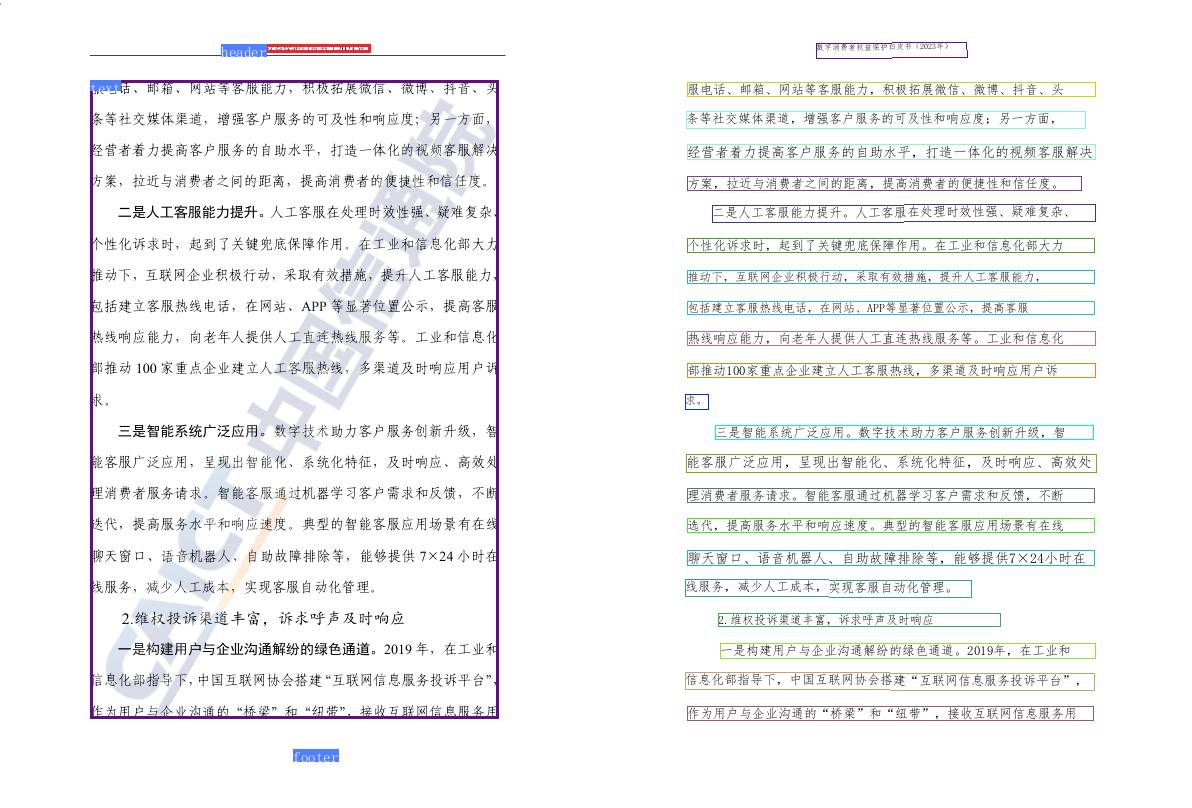 header
text
服电话、邮箱、网站等客服能力，积极拓展微信、微博、抖音、头
条等社交媒体渠道，增强客户服务的可及性和响应度；另一方面，
经营者着力提高客户服务的自助水平，打造一体化的视频客服解决
方案，拉近与消费者之间的距离，提高消费者的便捷性和信任度。
二是人工客服能力提升。人工客服在处理时效性强、疑难复杂、
个性化诉求时，起到了关键兜底保障作用。在工业和信息化部大力
推动下，互联网企业积极行动，采取有效措施，提升人工客服能力，
包括建立客服热线电话，在网站、APP 等显著位置公示，提高客服
热线响应能力，向老年人提供人工直连热线服务等。工业和信息化
部推动 100 家重点企业建立人工客服热线，多渠道及时响应用户诉
求。
三是智能系统广泛应用。数字技术助力客户服务创新升级，智
能客服广泛应用，呈现出智能化、系统化特征，及时响应、高效处
理消费者服务请求。智能客服通过机器学习客户需求和反馈，不断
迭代，提高服务水平和响应速度。典型的智能客服应用场景有在线
聊天窗口、语音机器人、自助故障排除等，能够提供 7×24 小时在
线服务，减少人工成本，实现客服自动化管理。
2.维权投诉渠道丰富，诉求呼声及时响应
一是构建用户与企业沟通解纷的绿色通道。2019 年，在工业和
信息化部指导下，中国互联网协会搭建“互联网信息服务投诉平台”，
作为用户与企业沟通的“桥梁”和“纽带”，接收互联网信息服务用
CAICT 中国信通院
footer
数字消费者权益保护白皮书（2023年）
服电话、邮箱、网站等客服能力，积极拓展微信、微博、抖音、头
条等社交媒体渠道，增强客户服务的可及性和响应度；另一方面，
经营者着力提高客户服务的自助水平，打造一体化的视频客服解决
方案，拉近与消费者之间的距离，提高消费者的便捷性和信任度。
二是人工客服能力提升。人工客服在处理时效性强、疑难复杂、
个性化诉求时，起到了关键兜底保障作用。在工业和信息化部大力
推动下，互联网企业积极行动，采取有效措施，提升人工客服能力，
包括建立客服热线电话，在网站、APP等显著位置公示，提高客服
热线响应能力，向老年人提供人工直连热线服务等。工业和信息化
部推动100家重点企业建立人工客服热线，多渠道及时响应用户诉
求。
三是智能系统广泛应用。数字技术助力客户服务创新升级，智
能客服广泛应用，呈现出智能化、系统化特征，及时响应、高效处
理消费者服务请求。智能客服通过机器学习客户需求和反馈，不断
迭代，提高服务水平和响应速度。典型的智能客服应用场景有在线
聊天窗口、语音机器人、自助故障排除等，能够提供7×24小时在
线服务，减少人工成本，实现客服自动化管理。
2.维权投诉渠道丰富，诉求呼声及时响应
一是构建用户与企业沟通解纷的绿色通道。2019年，在工业和
信息化部指导下，中国互联网协会搭建“互联网信息服务投诉平台”，
作为用户与企业沟通的“桥梁”和“纽带”，接收互联网信息服务用